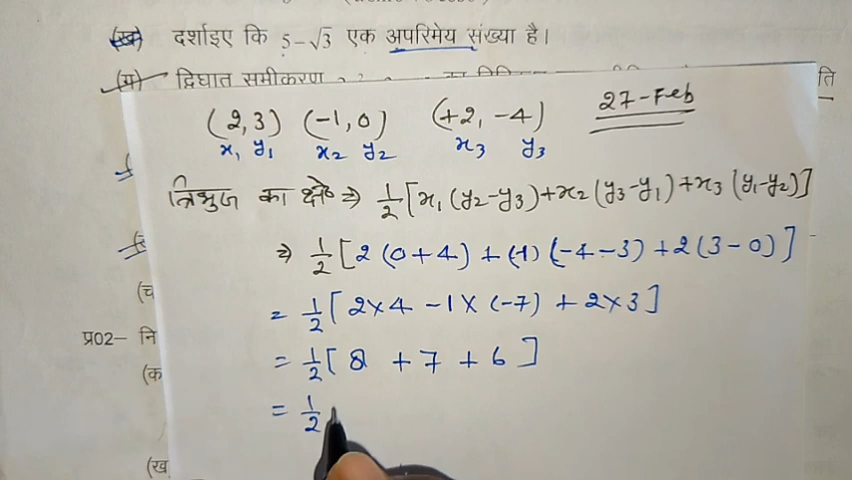 (ख) दर्शाइए कि 5-√3 एक अपरिमेय संख्या है।
(ग) द्विघात समीकरण
ति
27-Feb
(2,3) (-1,0) (+2,-4)
x₁ y₁ x₂ y₂ x₃ y₃
त्रिभुज का क्षे० ⇒ 1/2 [x₁(y₂-y₃)+x₂(y₃-y₁)+x₃(y₁-y₂)]
⇒ 1/2 [2(0+4) + (-1)(-4-3) +2(3-0)]
= 1/2 [2×4 -1×(-7) + 2×3]
(च
= 1/2 [8 + 7 + 6]
प्र02- नि
(क
= 1/2
(ख